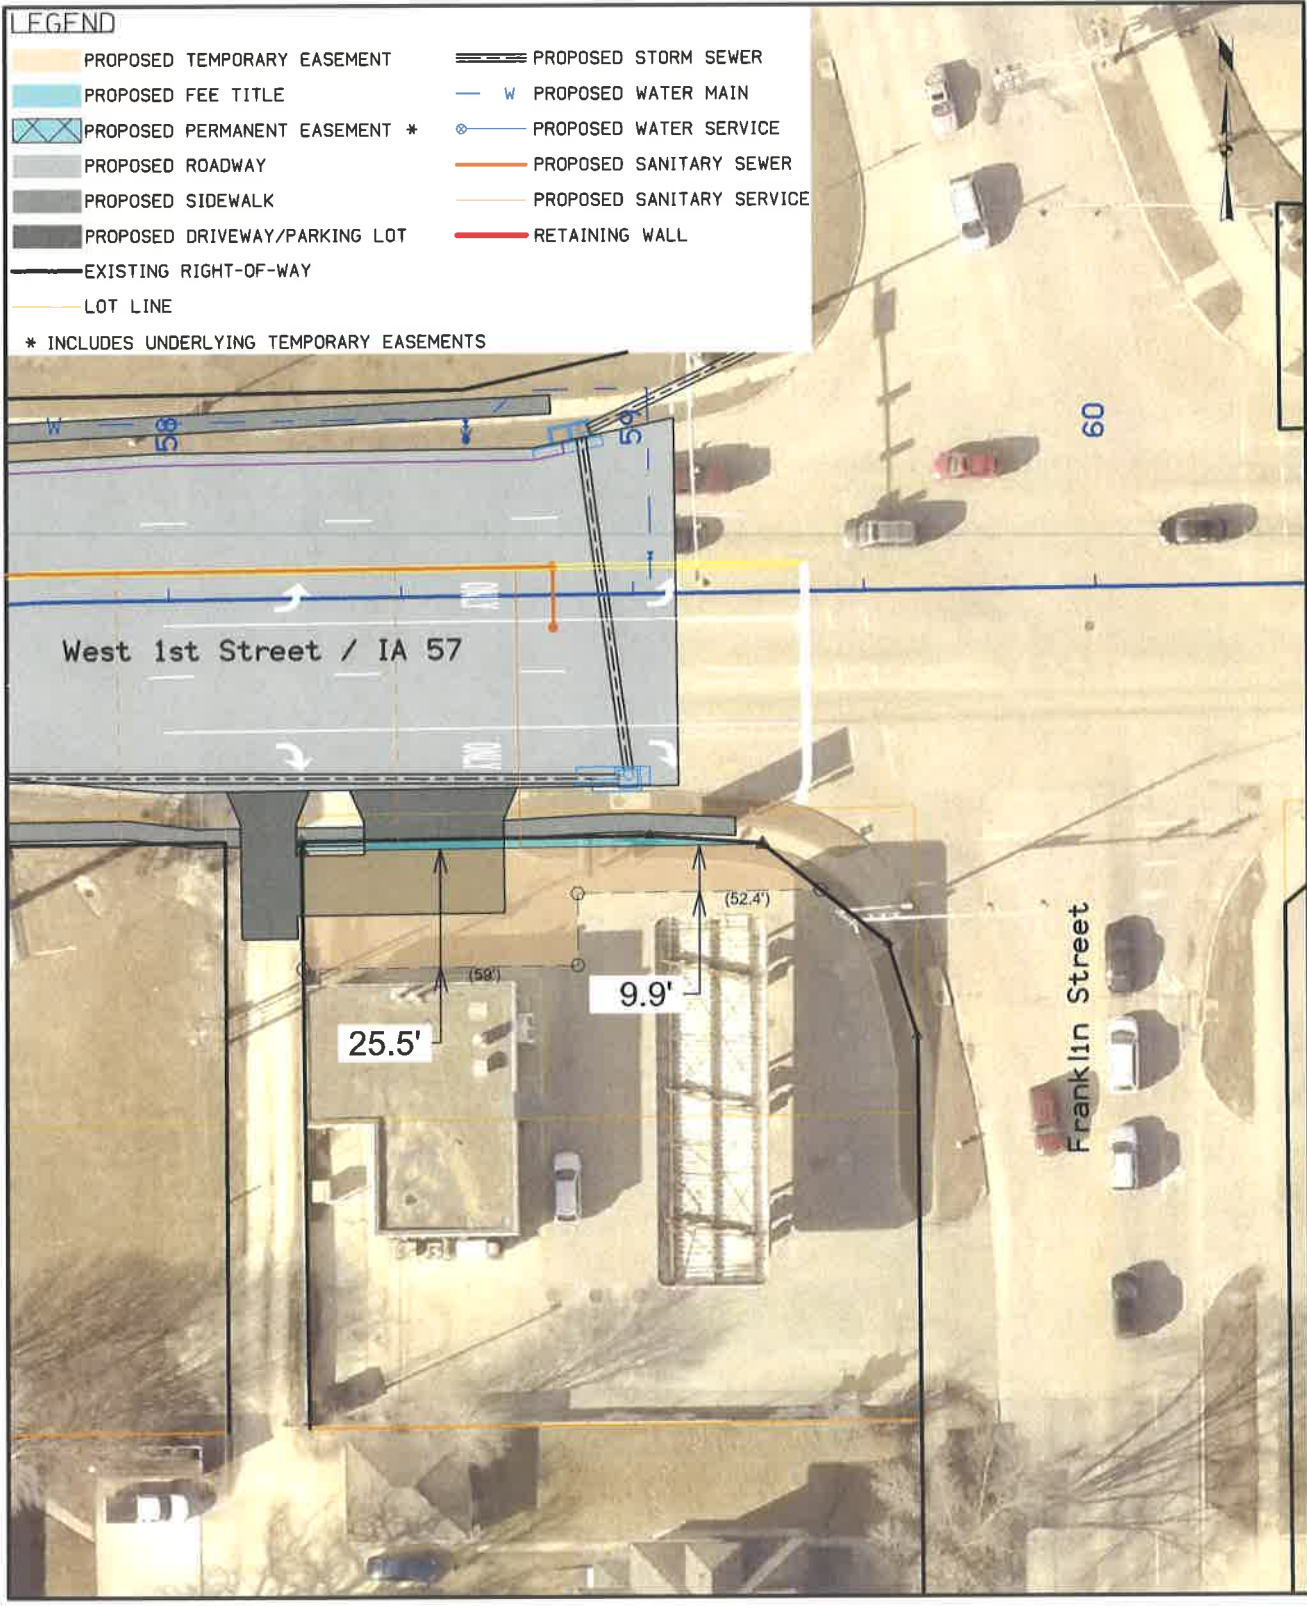 LEGEND
PROPOSED TEMPORARY EASEMENT
PROPOSED FEE TITLE
PROPOSED PERMANENT EASEMENT *
PROPOSED ROADWAY
PROPOSED SIDEWALK
PROPOSED DRIVEWAY/PARKING LOT
EXISTING RIGHT-OF-WAY
LOT LINE
* INCLUDES UNDERLYING TEMPORARY EASEMENTS
PROPOSED STORM SEWER
W PROPOSED WATER MAIN
PROPOSED WATER SERVICE
PROPOSED SANITARY SEWER
PROPOSED SANITARY SERVICE
RETAINING WALL
N
W
58
59
60
ONLY
West 1st Street / IA 57
ONLY
(52.4')
(59')
9.9'
25.5'
Franklin Street